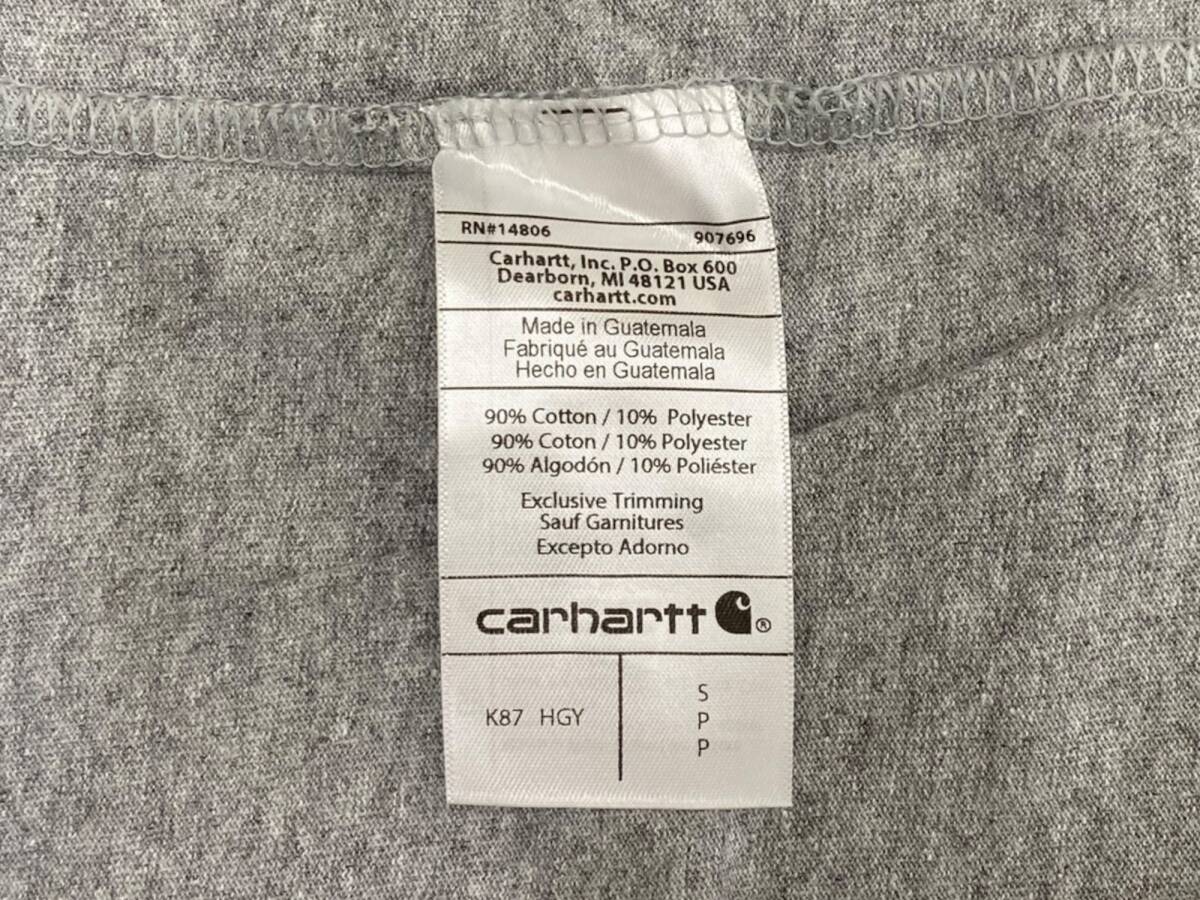 RN#14806 907696
Carhartt, Inc. P.O. Box 600
Dearborn, MI 48121 USA
carhartt.com
Made in Guatemala
Fabriqué au Guatemala
Hecho en Guatemala
90% Cotton / 10% Polyester
90% Coton / 10% Polyester
90% Algodón / 10% Poliéster
Exclusive Trimming
Sauf Garnitures
Excepto Adorno
carhartt ®
K87 HGY
S
P
P